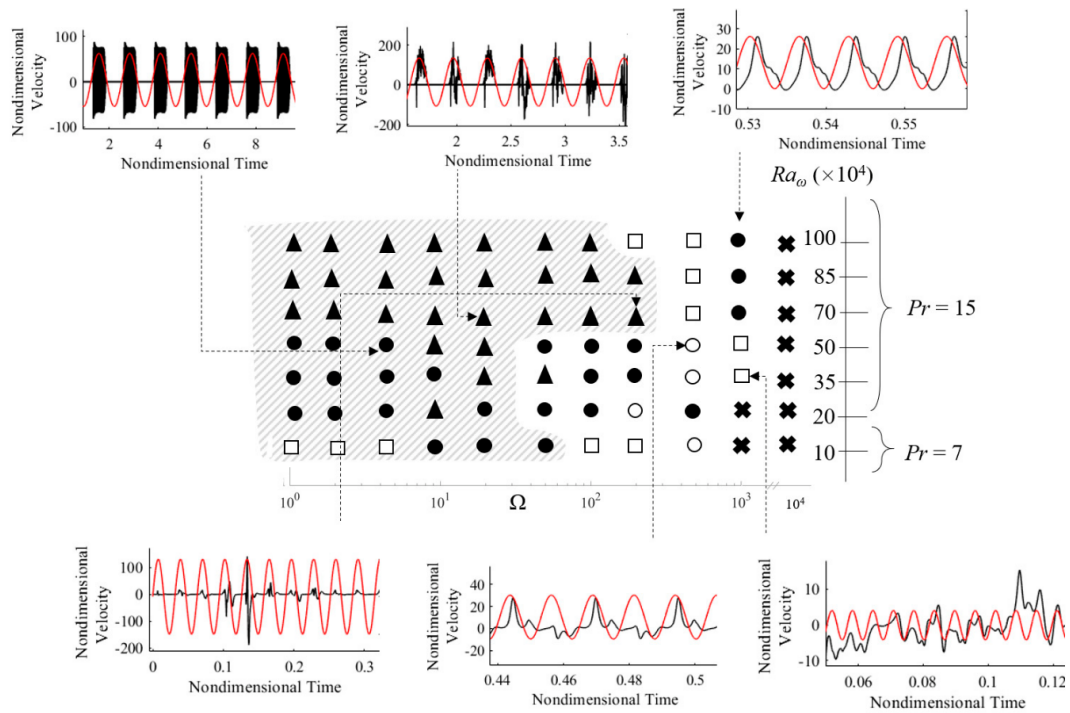 Nondimensional
Velocity
100
0
-100
2
4
6
8
Nondimensional Time
Nondimensional
Velocity
200
0
-200
2
2.5
3
3.5
Nondimensional Time
Nondimensional
Velocity
40
30
20
10
0
-10
0.53
0.54
0.55
Nondimensional Time
Raω (×10⁴)
100
85
70
50
35
20
10
Pr = 15
Pr = 7
10⁰
10¹
Ω
10²
10³
10⁴
Nondimensional
Velocity
100
0
-100
-200
0
0.1
0.2
0.3
Nondimensional Time
Nondimensional
Velocity
40
20
0
-20
0.44
0.46
0.48
0.5
Nondimensional Time
Nondimensional
Velocity
10
0
-10
0.06
0.08
0.1
0.12
Nondimensional Time